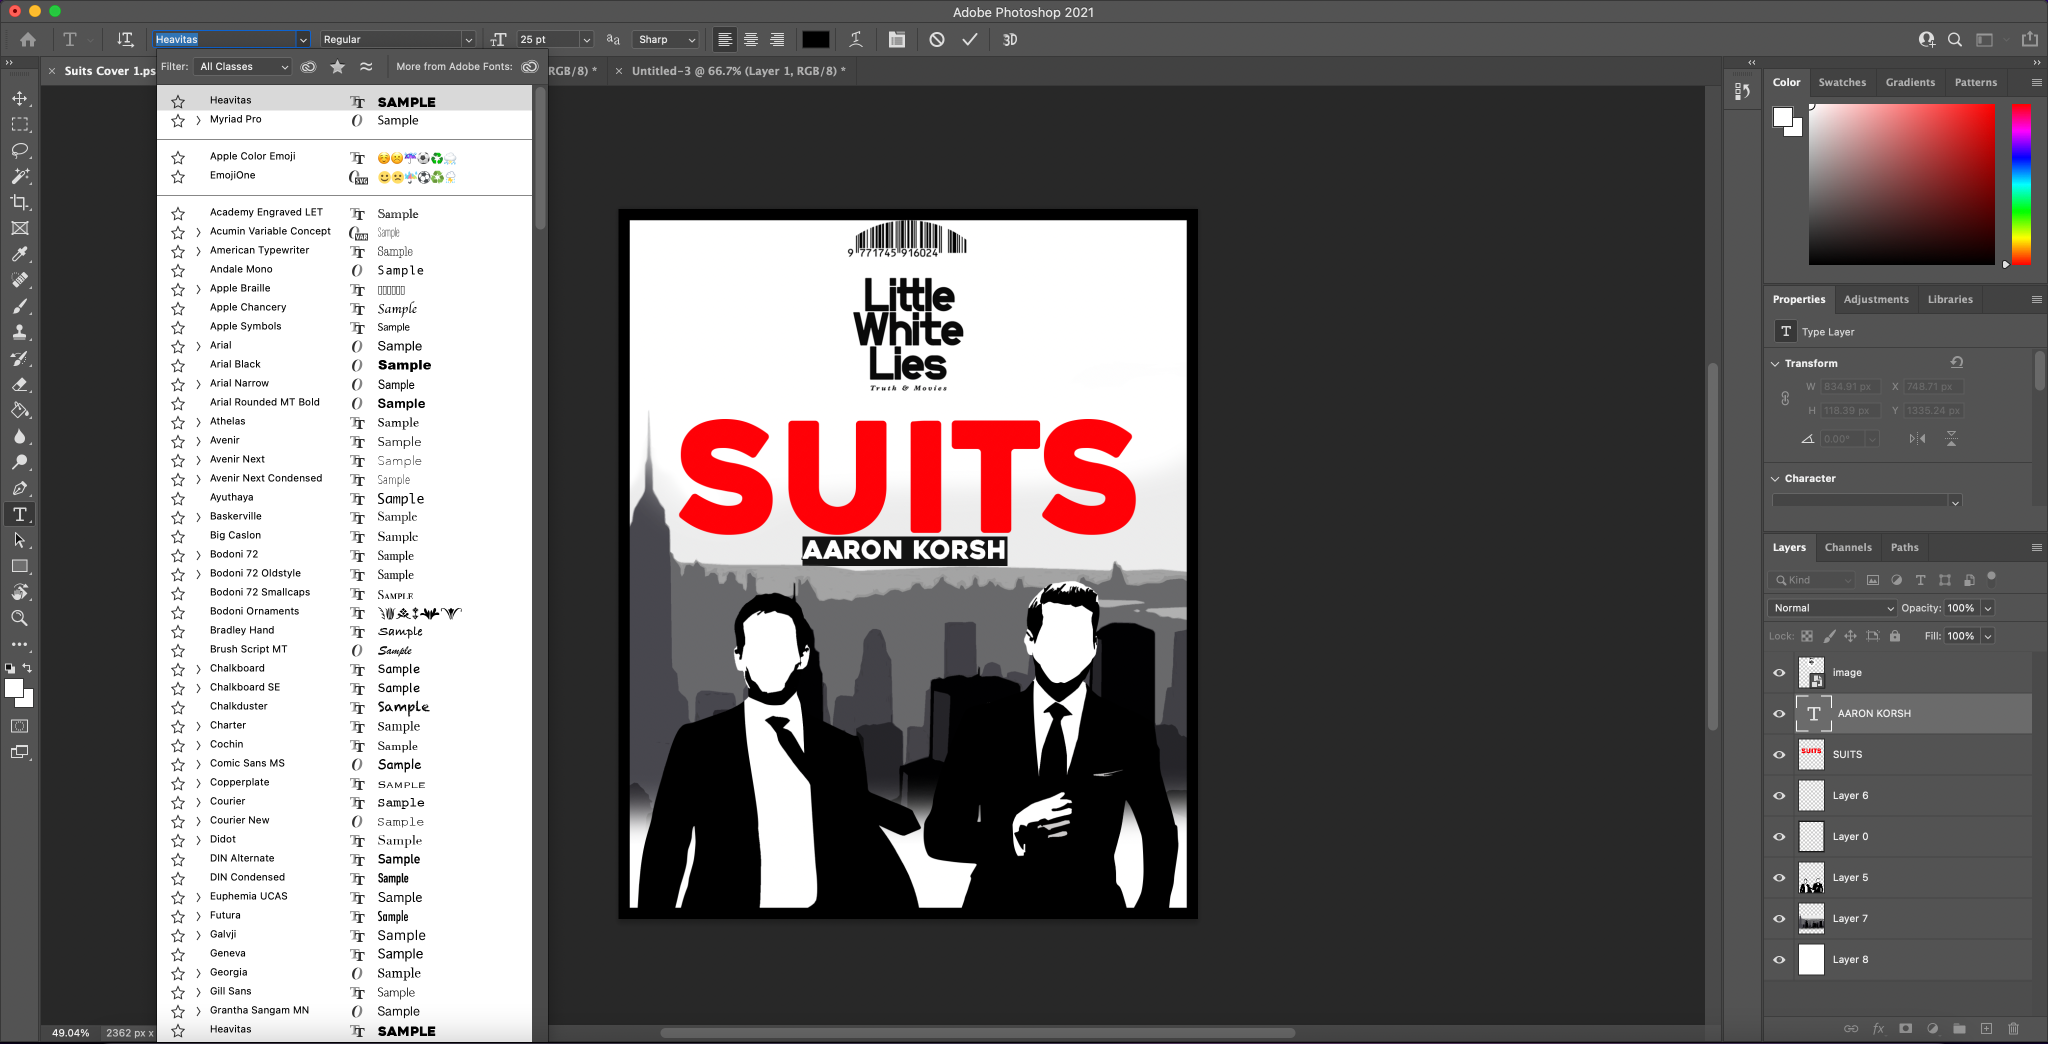 Adobe Photoshop 2021
Heavitas
Regular
25 pt
Sharp
3D
Filter: All Classes
More from Adobe Fonts:
Suits Cover 1.ps
RGB/8) *
Untitled-3 @ 66.7% (Layer 1, RGB/8) *
Heavitas SAMPLE
Myriad Pro Sample
Apple Color Emoji
EmojiOne
Academy Engraved LET Sample
Acumin Variable Concept Sample
American Typewriter Sample
Andale Mono Sample
Apple Braille
Apple Chancery Sample
Apple Symbols Sample
Arial Sample
Arial Black Sample
Arial Narrow Sample
Arial Rounded MT Bold Sample
Athelas Sample
Avenir Sample
Avenir Next Sample
Avenir Next Condensed Sample
Ayuthaya Sample
Baskerville Sample
Big Caslon Sample
Bodoni 72 Sample
Bodoni 72 Oldstyle Sample
Bodoni 72 Smallcaps SAMPLE
Bodoni Ornaments
Bradley Hand Sample
Brush Script MT Sample
Chalkboard Sample
Chalkboard SE Sample
Chalkduster Sample
Charter Sample
Cochin Sample
Comic Sans MS Sample
Copperplate SAMPLE
Courier Sample
Courier New Sample
Didot Sample
DIN Alternate Sample
DIN Condensed Sample
Euphemia UCAS Sample
Futura Sample
Galvji Sample
Geneva Sample
Georgia Sample
Gill Sans Sample
Grantha Sangam MN Sample
Heavitas SAMPLE
49.04%
2362 px x
9 771745 916024
Little
White
Lies
Truth & Movies
SUITS
AARON KORSH
Color Swatches Gradients Patterns
Properties Adjustments Libraries
Type Layer
Transform
W 834.91 px X 748.71 px
H 118.39 px Y 1335.24 px
0.00°
Character
Layers Channels Paths
Kind
Normal Opacity: 100%
Lock: Fill: 100%
image
AARON KORSH
SUITS
Layer 6
Layer 0
Layer 5
Layer 7
Layer 8